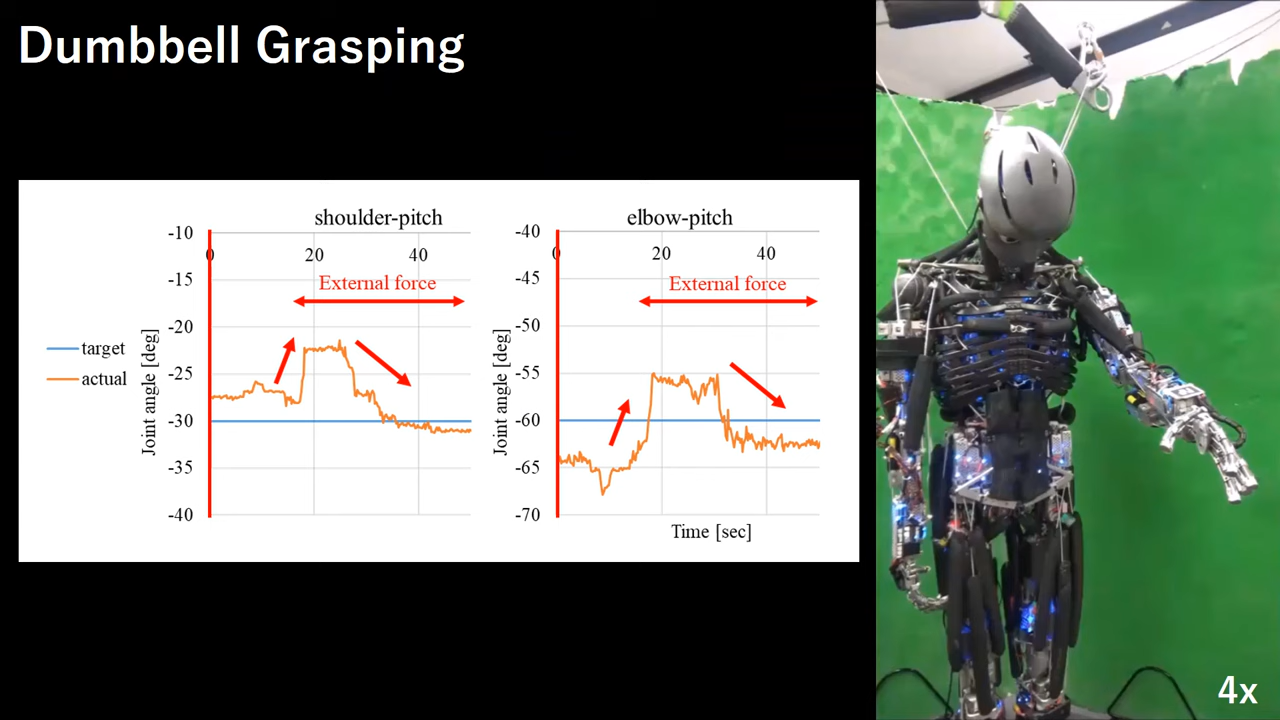 Dumbbell Grasping
shoulder-pitch
elbow-pitch
target
actual
Joint angle [deg]
-10
-15
-20
-25
-30
-35
-40
0
20
40
External force
Joint angle [deg]
-40
-45
-50
-55
-60
-65
-70
0
20
40
External force
Time [sec]
4x